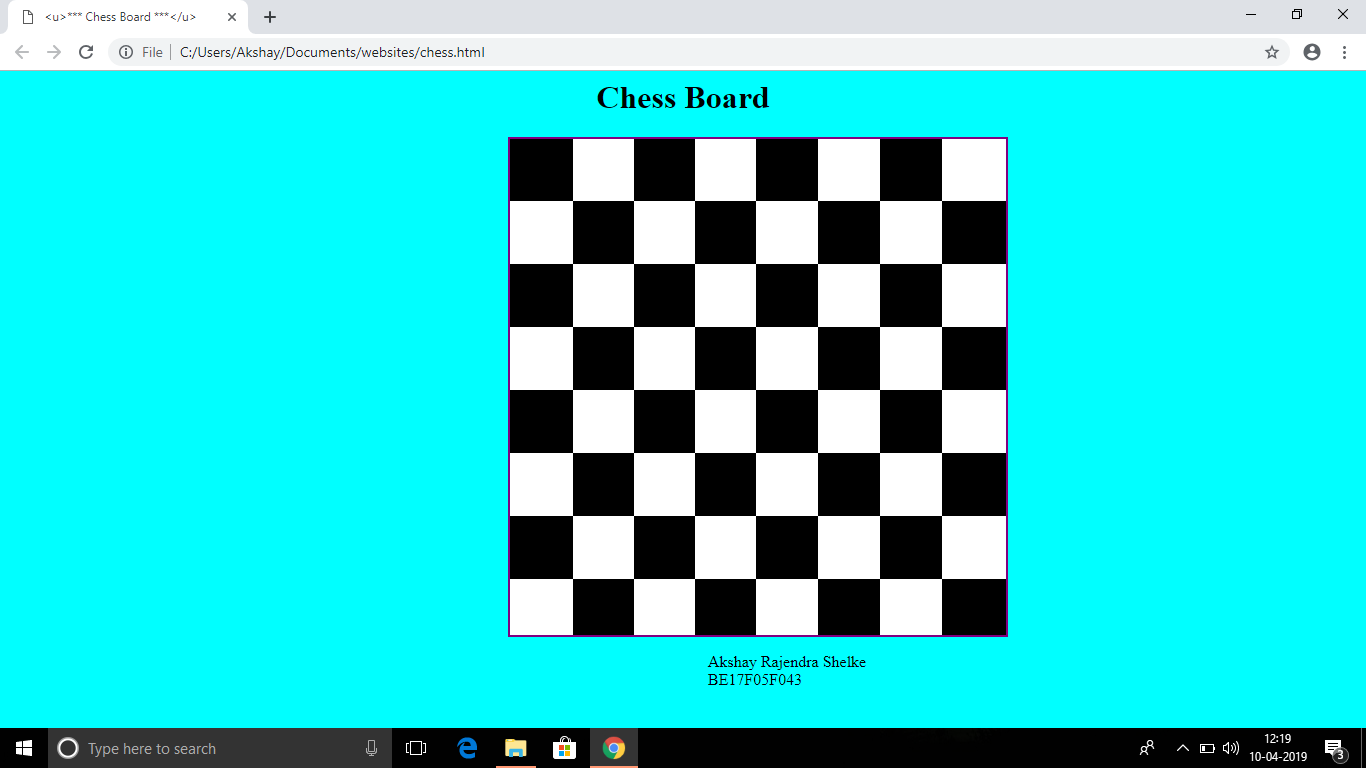 <u>*** Chess Board ***</u>
File
C:/Users/Akshay/Documents/websites/chess.html
Chess Board
Akshay Rajendra Shelke
BE17F05F043
Type here to search
12:19
10-04-2019
3